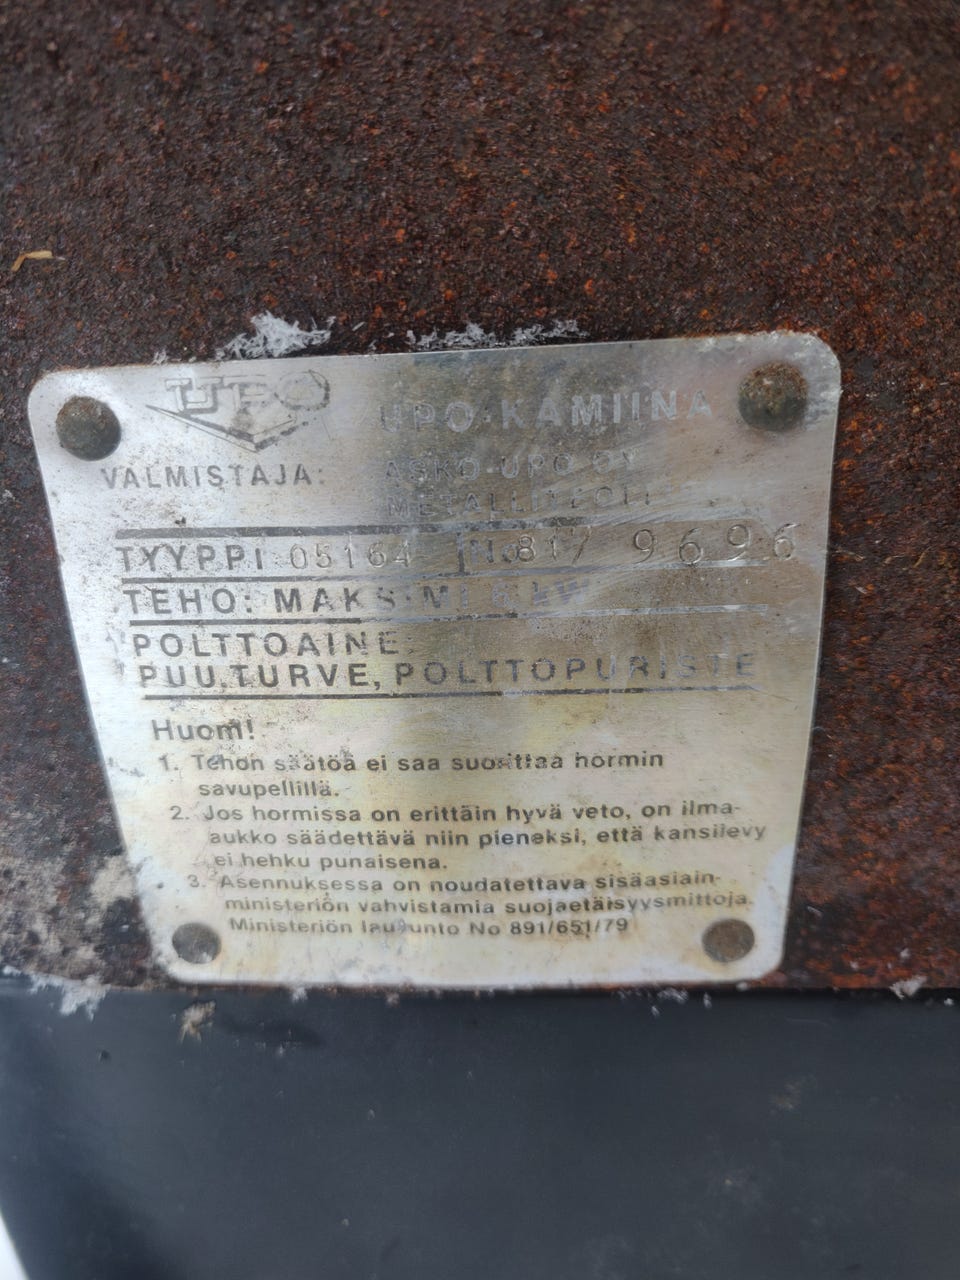 UPO UPO-KAMIINA
VALMISTAJA: ASKO-UPO OY
TYYPPI 05164 No 817 9696
TEHO: MAKSIMI kW
POLTTOAINE:
PUU, TURVE, POLTTOPURISTE
Huom!
1. Tehon säätöä ei saa suorittaa hormin
savupellillä.
2. Jos hormissa on erittäin hyvä veto, on ilma-
aukko säädettävä niin pieneksi, että kansilevy
ei hehku punaisena.
3. Asennuksessa on noudatettava sisäasiain-
ministeriön vahvistamia suojaetäisyysmittoja.
Ministeriön lausunto No 891/651/79